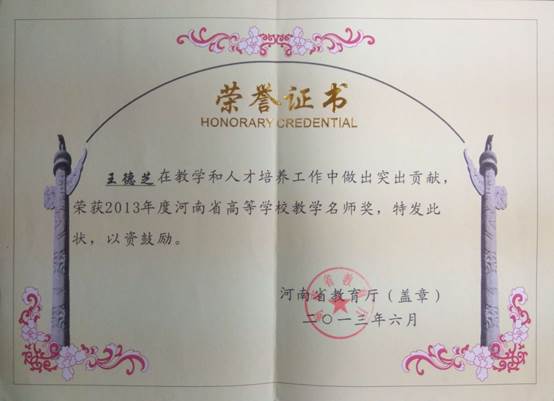 荣誉证书
HONORARY CREDENTIAL
王德芝在教学和人才培养工作中做出突出贡献，
荣获2013年度河南省高等学校教学名师奖，特发此
状，以资鼓励。
河南省教育厅（盖章）
二〇一三年六月